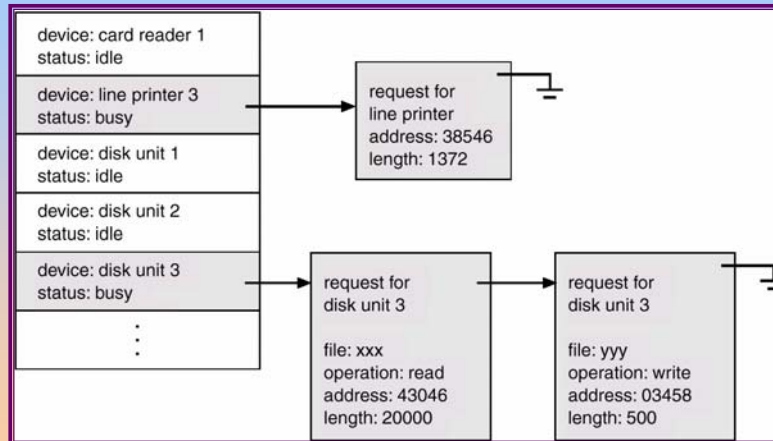 device: card reader 1
status: idle
device: line printer 3
status: busy
device: disk unit 1
status: idle
device: disk unit 2
status: idle
device: disk unit 3
status: busy
⋮
request for
line printer
address: 38546
length: 1372
request for
disk unit 3
file: xxx
operation: read
address: 43046
length: 20000
request for
disk unit 3
file: yyy
operation: write
address: 03458
length: 500